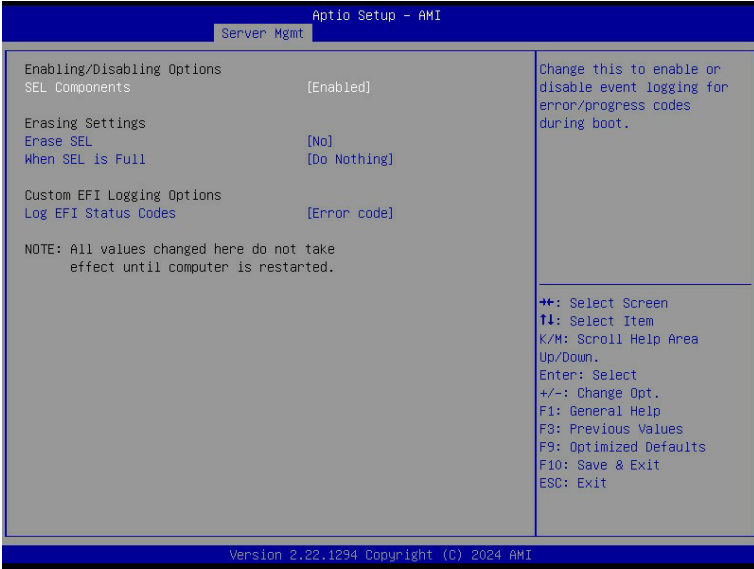 Aptio Setup - AMI
Server Mgmt
Enabling/Disabling Options
SEL Components [Enabled]
Erasing Settings
Erase SEL [No]
When SEL is Full [Do Nothing]
Custom EFI Logging Options
Log EFI Status Codes [Error code]
NOTE: All values changed here do not take
effect until computer is restarted.
Change this to enable or
disable event logging for
error/progress codes
during boot.
→←: Select Screen
↑↓: Select Item
K/M: Scroll Help Area
Up/Down.
Enter: Select
+/-: Change Opt.
F1: General Help
F3: Previous Values
F9: Optimized Defaults
F10: Save & Exit
ESC: Exit
Version 2.22.1294 Copyright (C) 2024 AMI